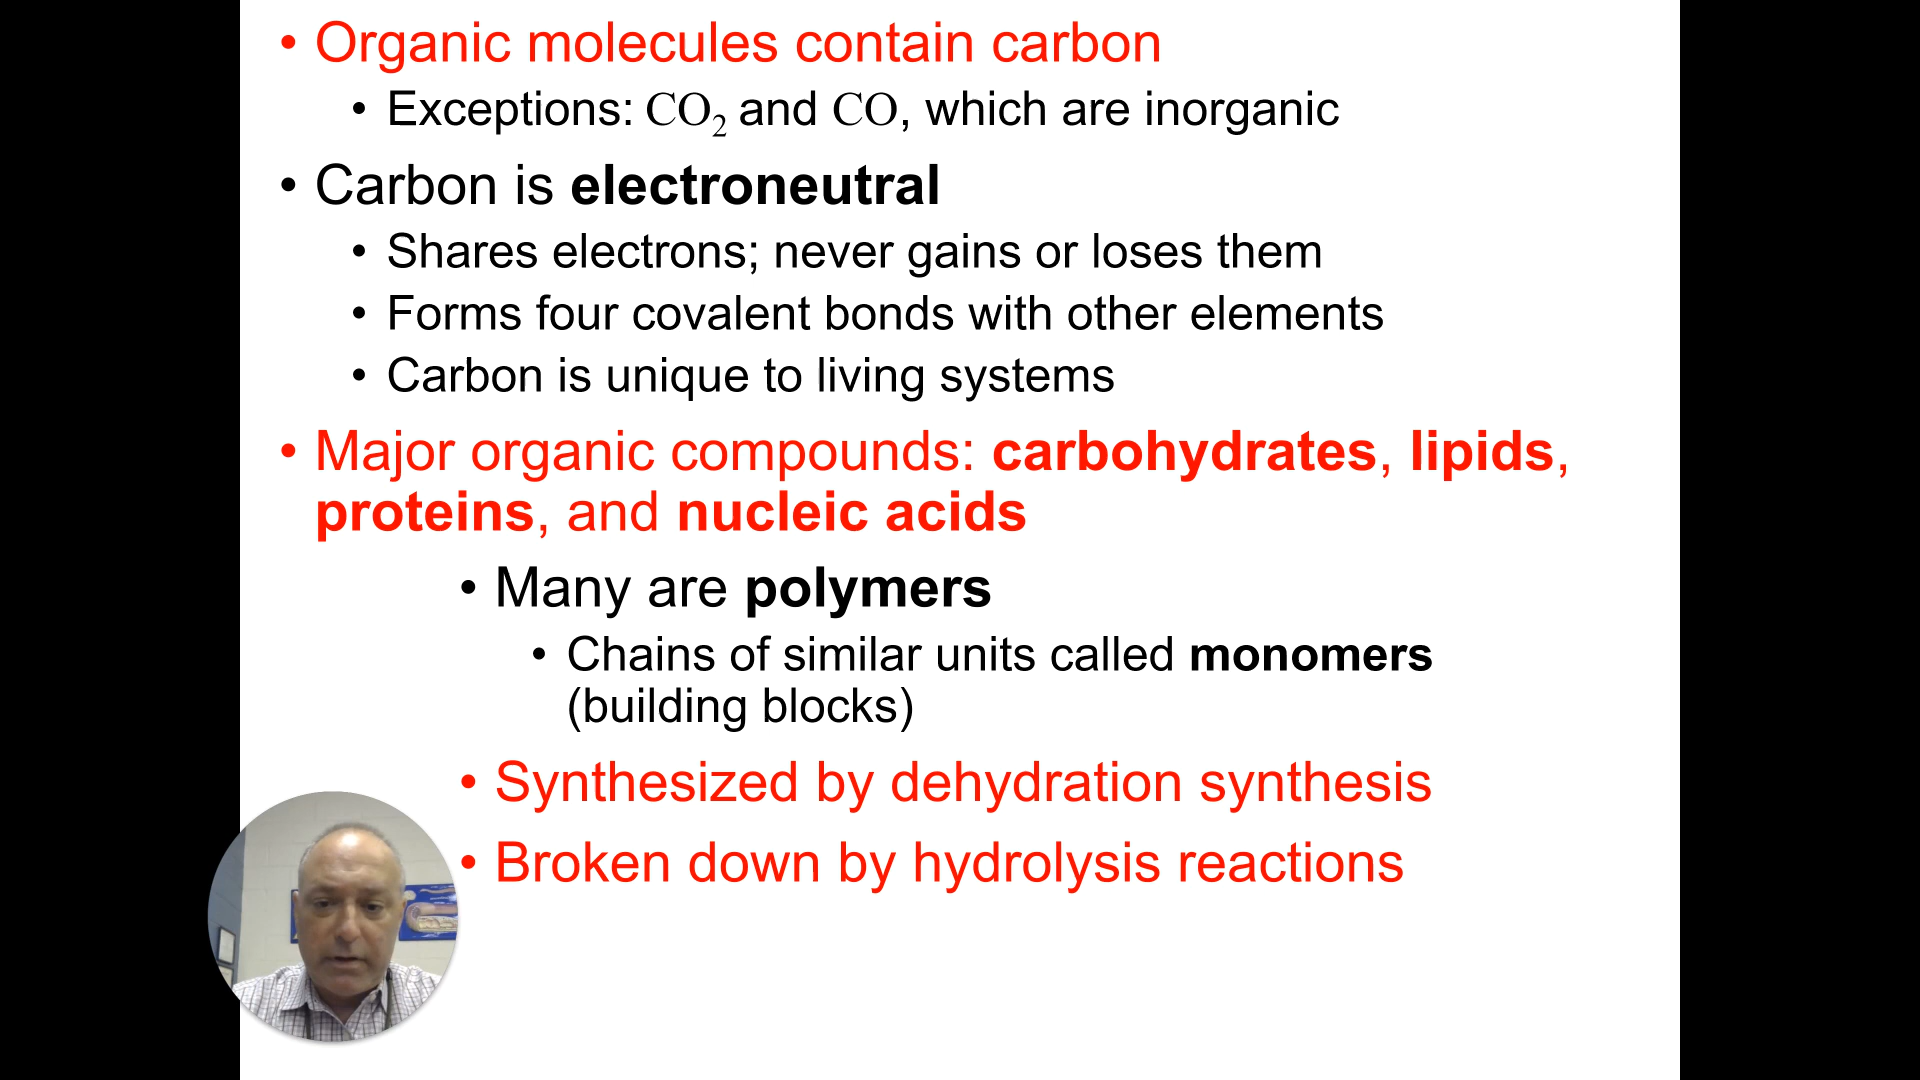 • Organic molecules contain carbon
• Exceptions: CO₂ and CO, which are inorganic
• Carbon is electroneutral
• Shares electrons; never gains or loses them
• Forms four covalent bonds with other elements
• Carbon is unique to living systems
• Major organic compounds: carbohydrates, lipids,
proteins, and nucleic acids
• Many are polymers
• Chains of similar units called monomers
(building blocks)
• Synthesized by dehydration synthesis
• Broken down by hydrolysis reactions